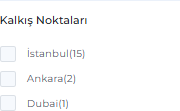 Kalkış Noktaları
İstanbul(15)
Ankara(2)
Dubai(1)